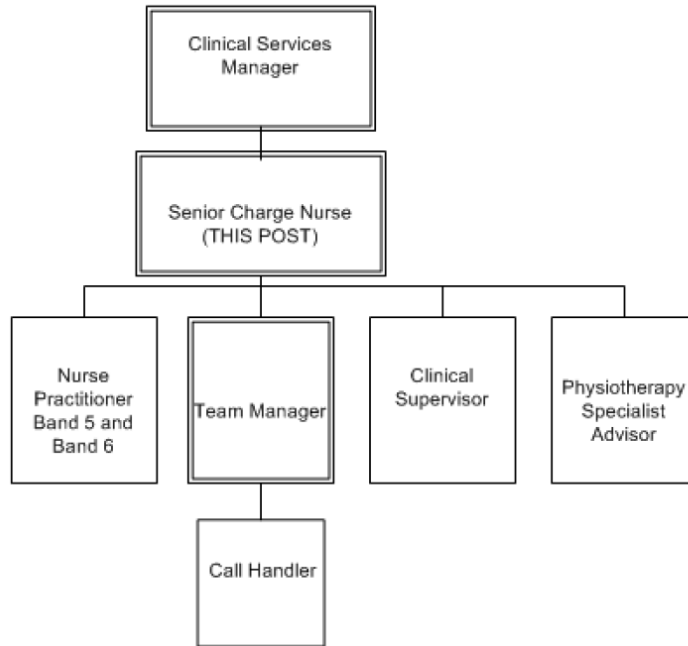 Clinical Services
Manager
Senior Charge Nurse
(THIS POST)
Nurse
Practitioner
Band 5 and
Band 6
Team Manager
Clinical
Supervisor
Physiotherapy
Specialist
Advisor
Call Handler